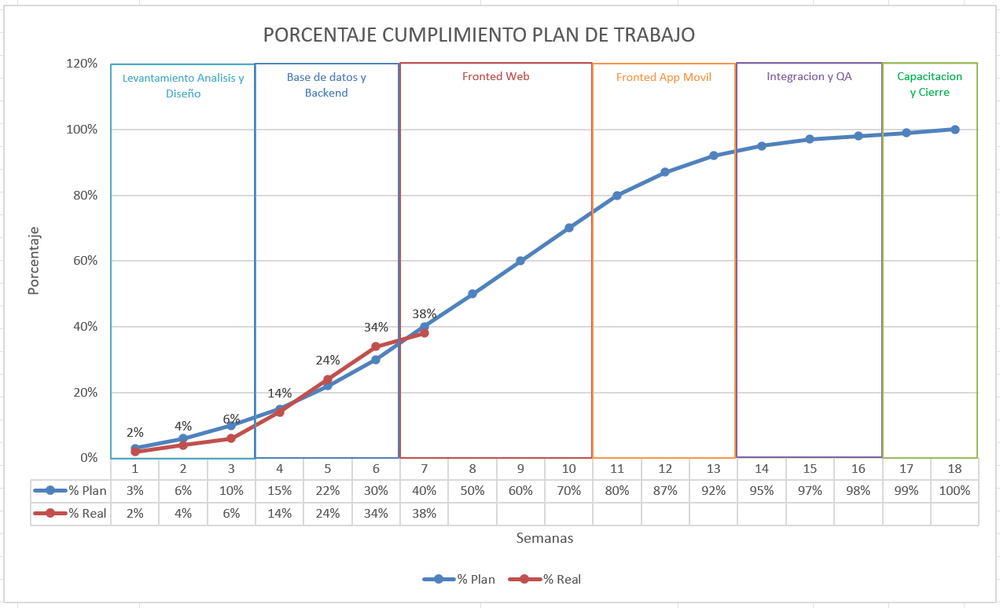 PORCENTAJE CUMPLIMIENTO PLAN DE TRABAJO
120%
100%
80%
60%
40%
20%
0%
Porcentaje
Levantamiento Analisis y
Diseño
Base de datos y
Backend
Fronted Web
Fronted App Movil
Integracion y QA
Capacitacion
y Cierre
2%
4%
6%
14%
24%
34%
38%
1 2 3 4 5 6 7 8 9 10 11 12 13 14 15 16 17 18
% Plan 3% 6% 10% 15% 22% 30% 40% 50% 60% 70% 80% 87% 92% 95% 97% 98% 99% 100%
% Real 2% 4% 6% 14% 24% 34% 38%
Semanas
% Plan % Real